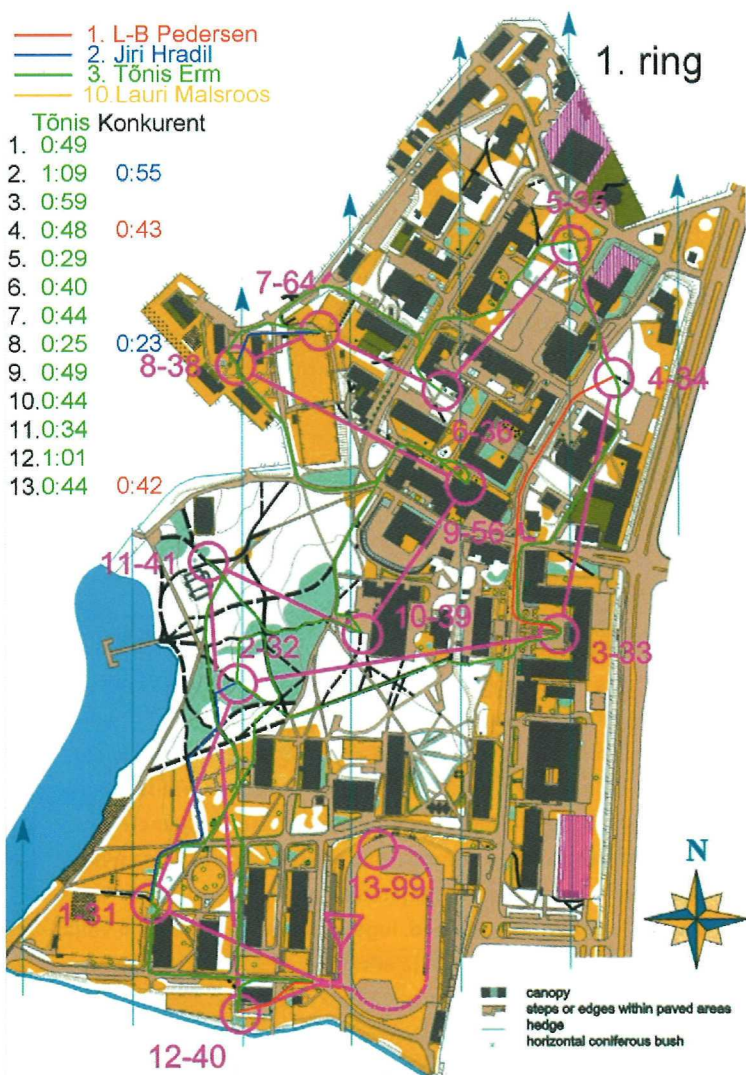 1. L-B Pedersen
2. Jiri Hradil
3. Tõnis Erm
10. Lauri Malsroos
1. ring
Tõnis Konkurent
1. 0:49
2. 1:09 0:55
3. 0:59
4. 0:48 0:43
5. 0:29
6. 0:40
7. 0:44
8. 0:25 0:23
9. 0:49
10. 0:44
11. 0:34
12. 1:01
13. 0:44 0:42
5-35
7-64
8-38
4-34
6-36
9-56
11-41
10-39
2-32
3-33
1-31
13-99
12-40
N
canopy
steps or edges within paved areas
hedge
horizontal coniferous bush